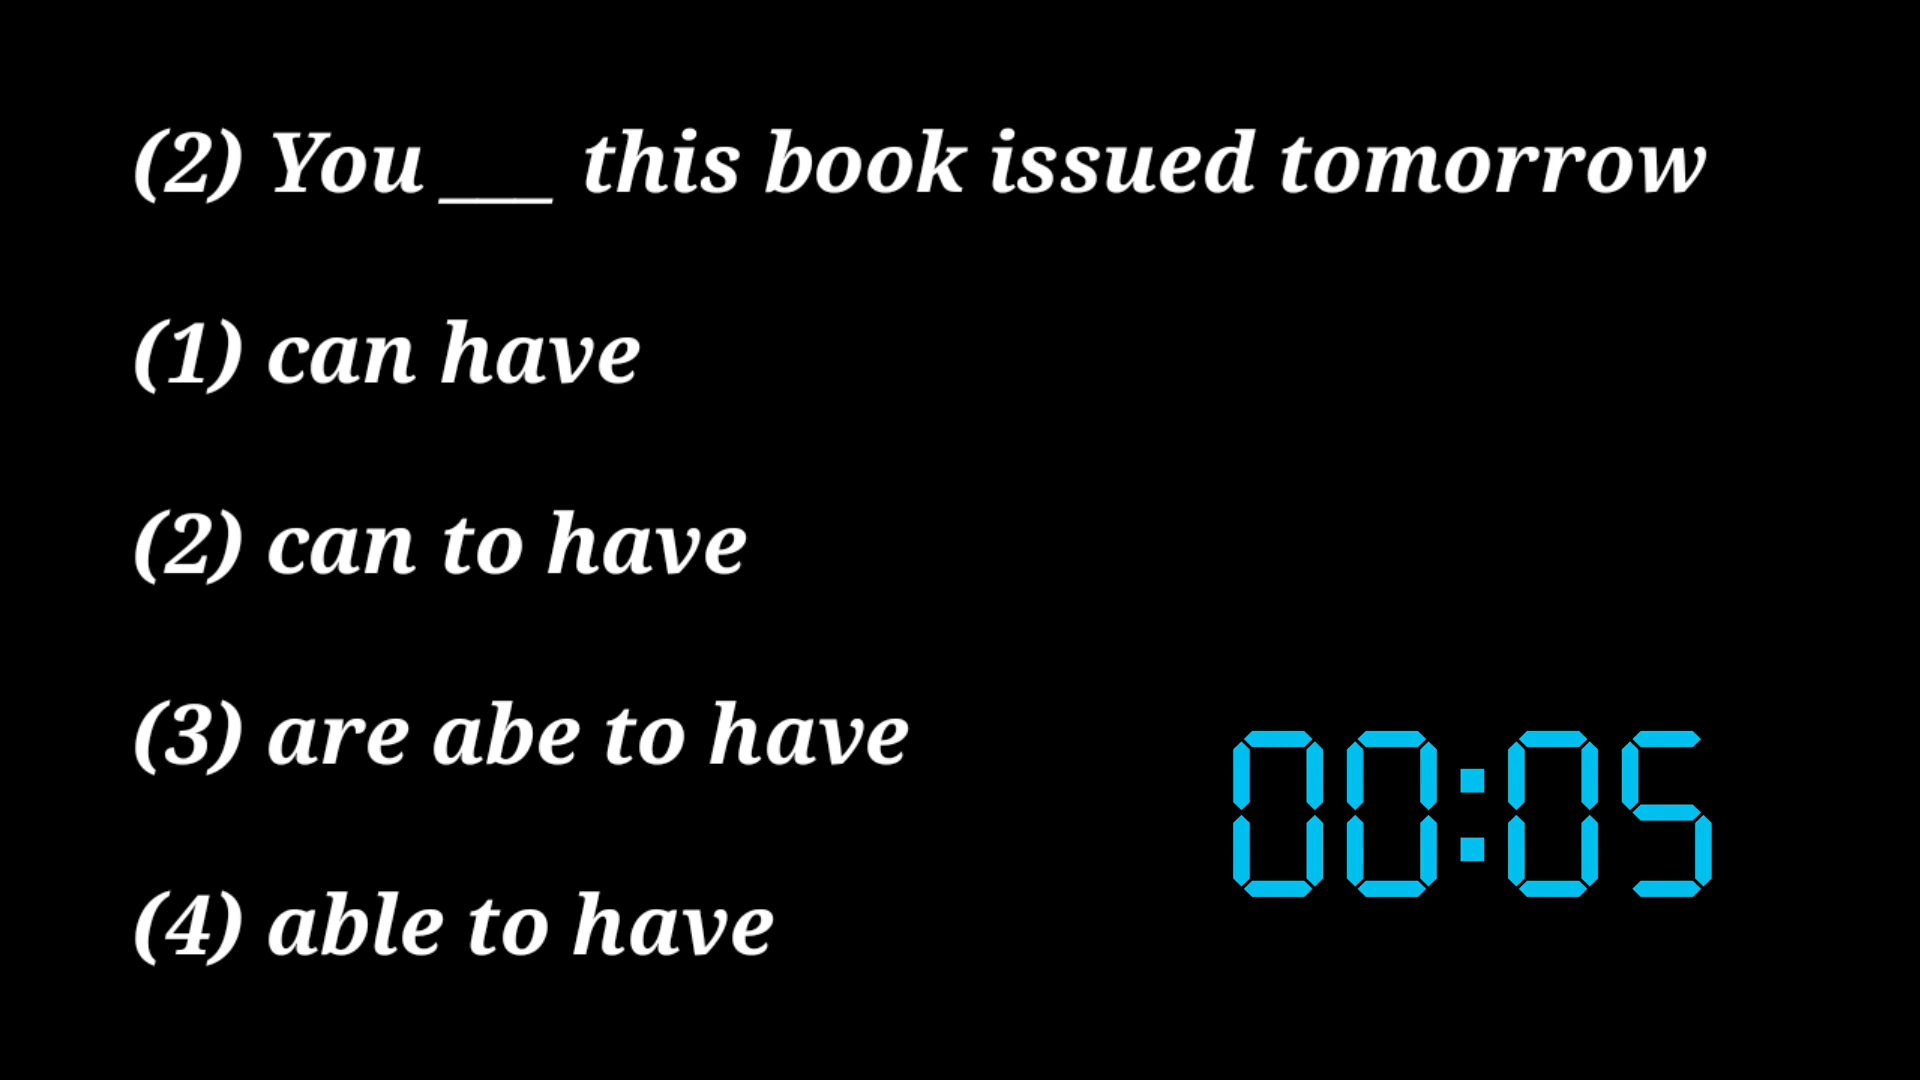 (2) You ___ this book issued tomorrow
(1) can have
(2) can to have
(3) are abe to have
(4) able to have
00:05